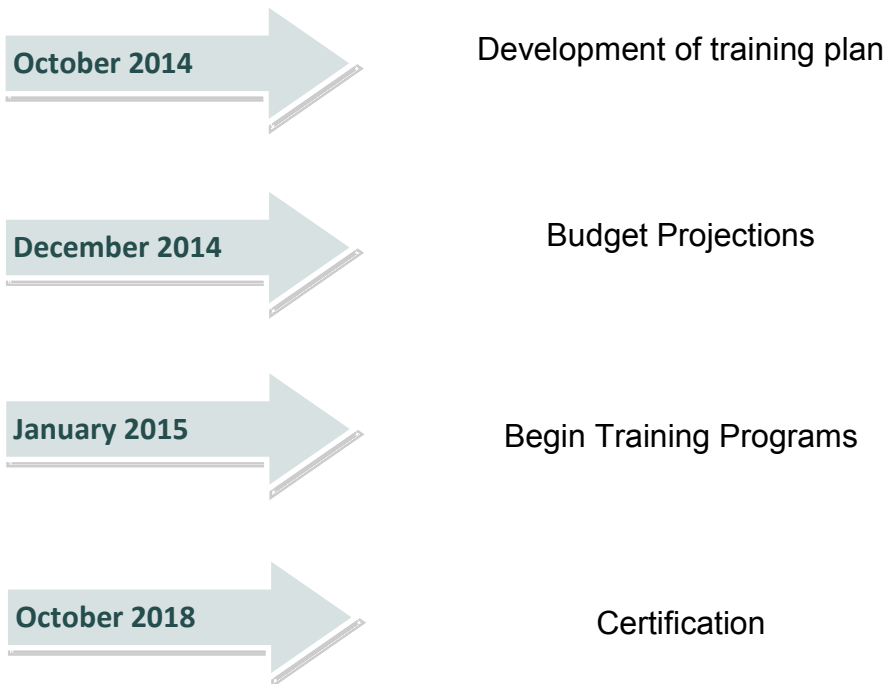 October 2014
Development of training plan
December 2014
Budget Projections
January 2015
Begin Training Programs
October 2018
Certification